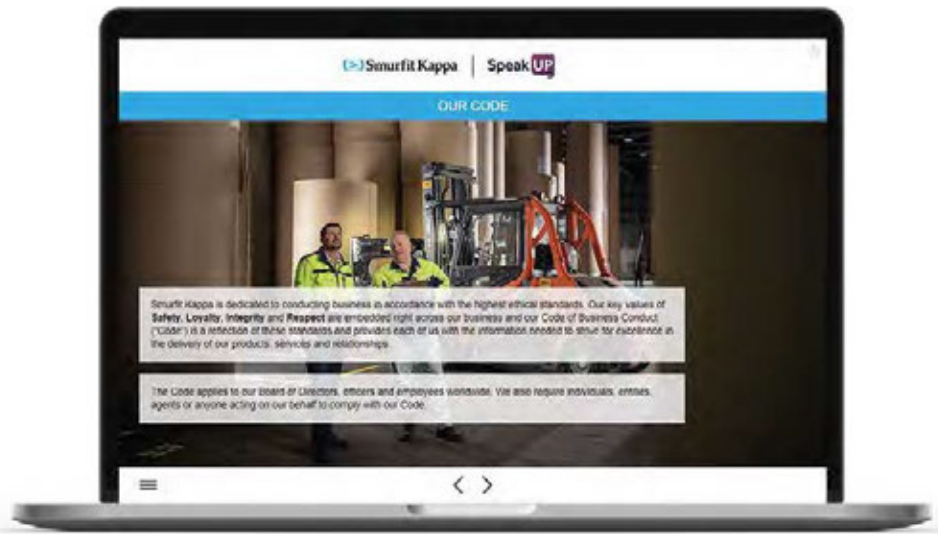 Smurfit Kappa | Speak UP
OUR CODE
Smurfit Kappa is dedicated to conducting business in accordance with the highest ethical standards. Our key values of
Safety, Loyalty, Integrity and Respect are embedded right across our business and our Code of Business Conduct
("Code") is a reflection of these standards and provides each of us with the information needed to strive for excellence in
the delivery of our products, services and relationships.
The Code applies to our Board of Directors, officers and employees worldwide. We also require individuals, entities,
agents or anyone acting on our behalf to comply with our Code.